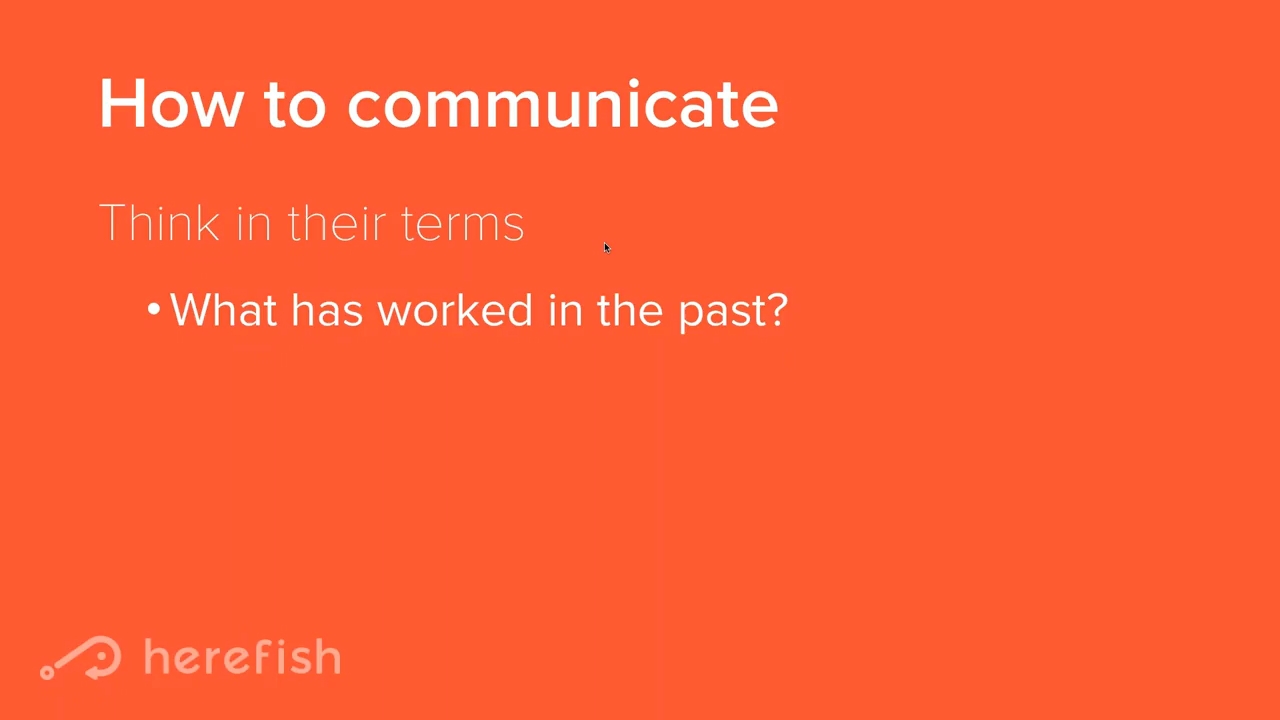 How to communicate
Think in their terms
• What has worked in the past?
herefish